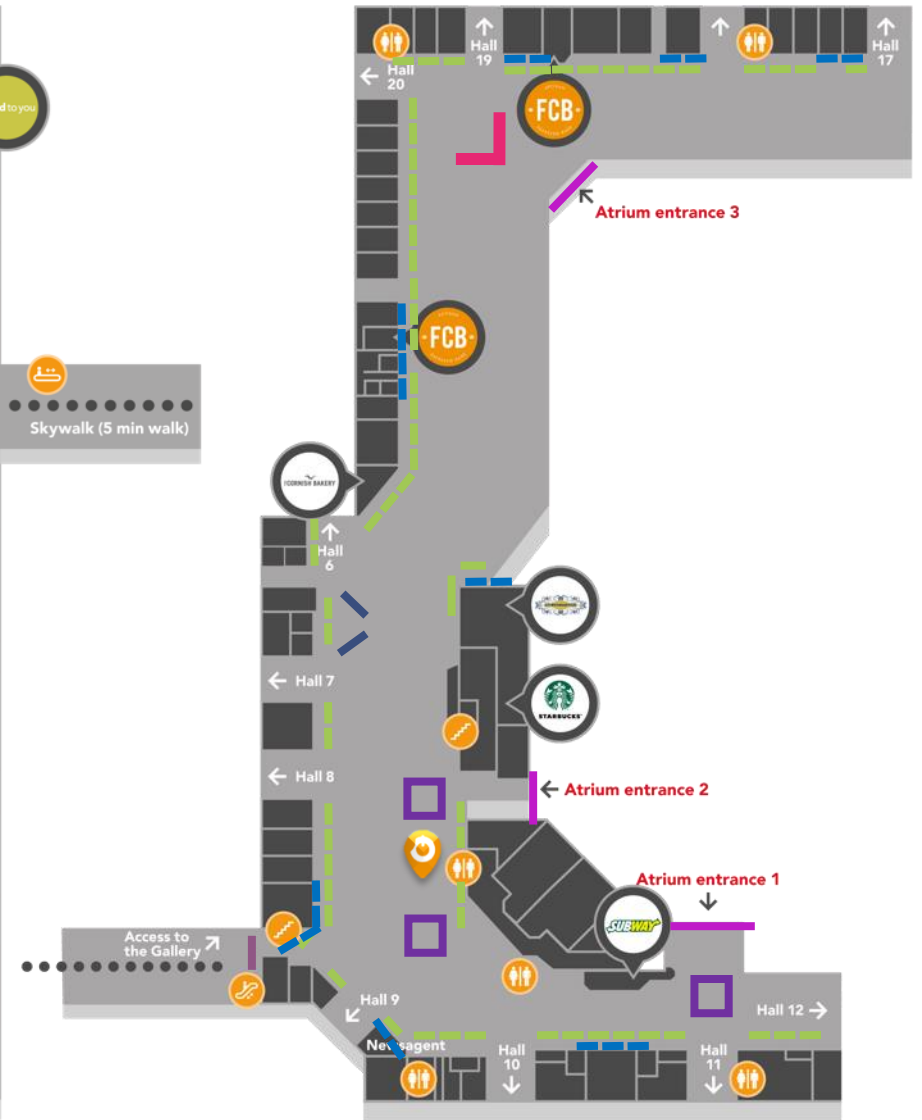 Hall
19
Hall
17
Hall
20
d to you
FCB
Atrium entrance 3
FCB
Skywalk (5 min walk)
CORNISH BAKERY
Hall
6
Hall 7
STARBUCKS
Hall 8
Atrium entrance 2
Atrium entrance 1
SUBWAY
Access to
the Gallery
Hall 9
Hall 12
Newsagent
Hall
10
Hall
11